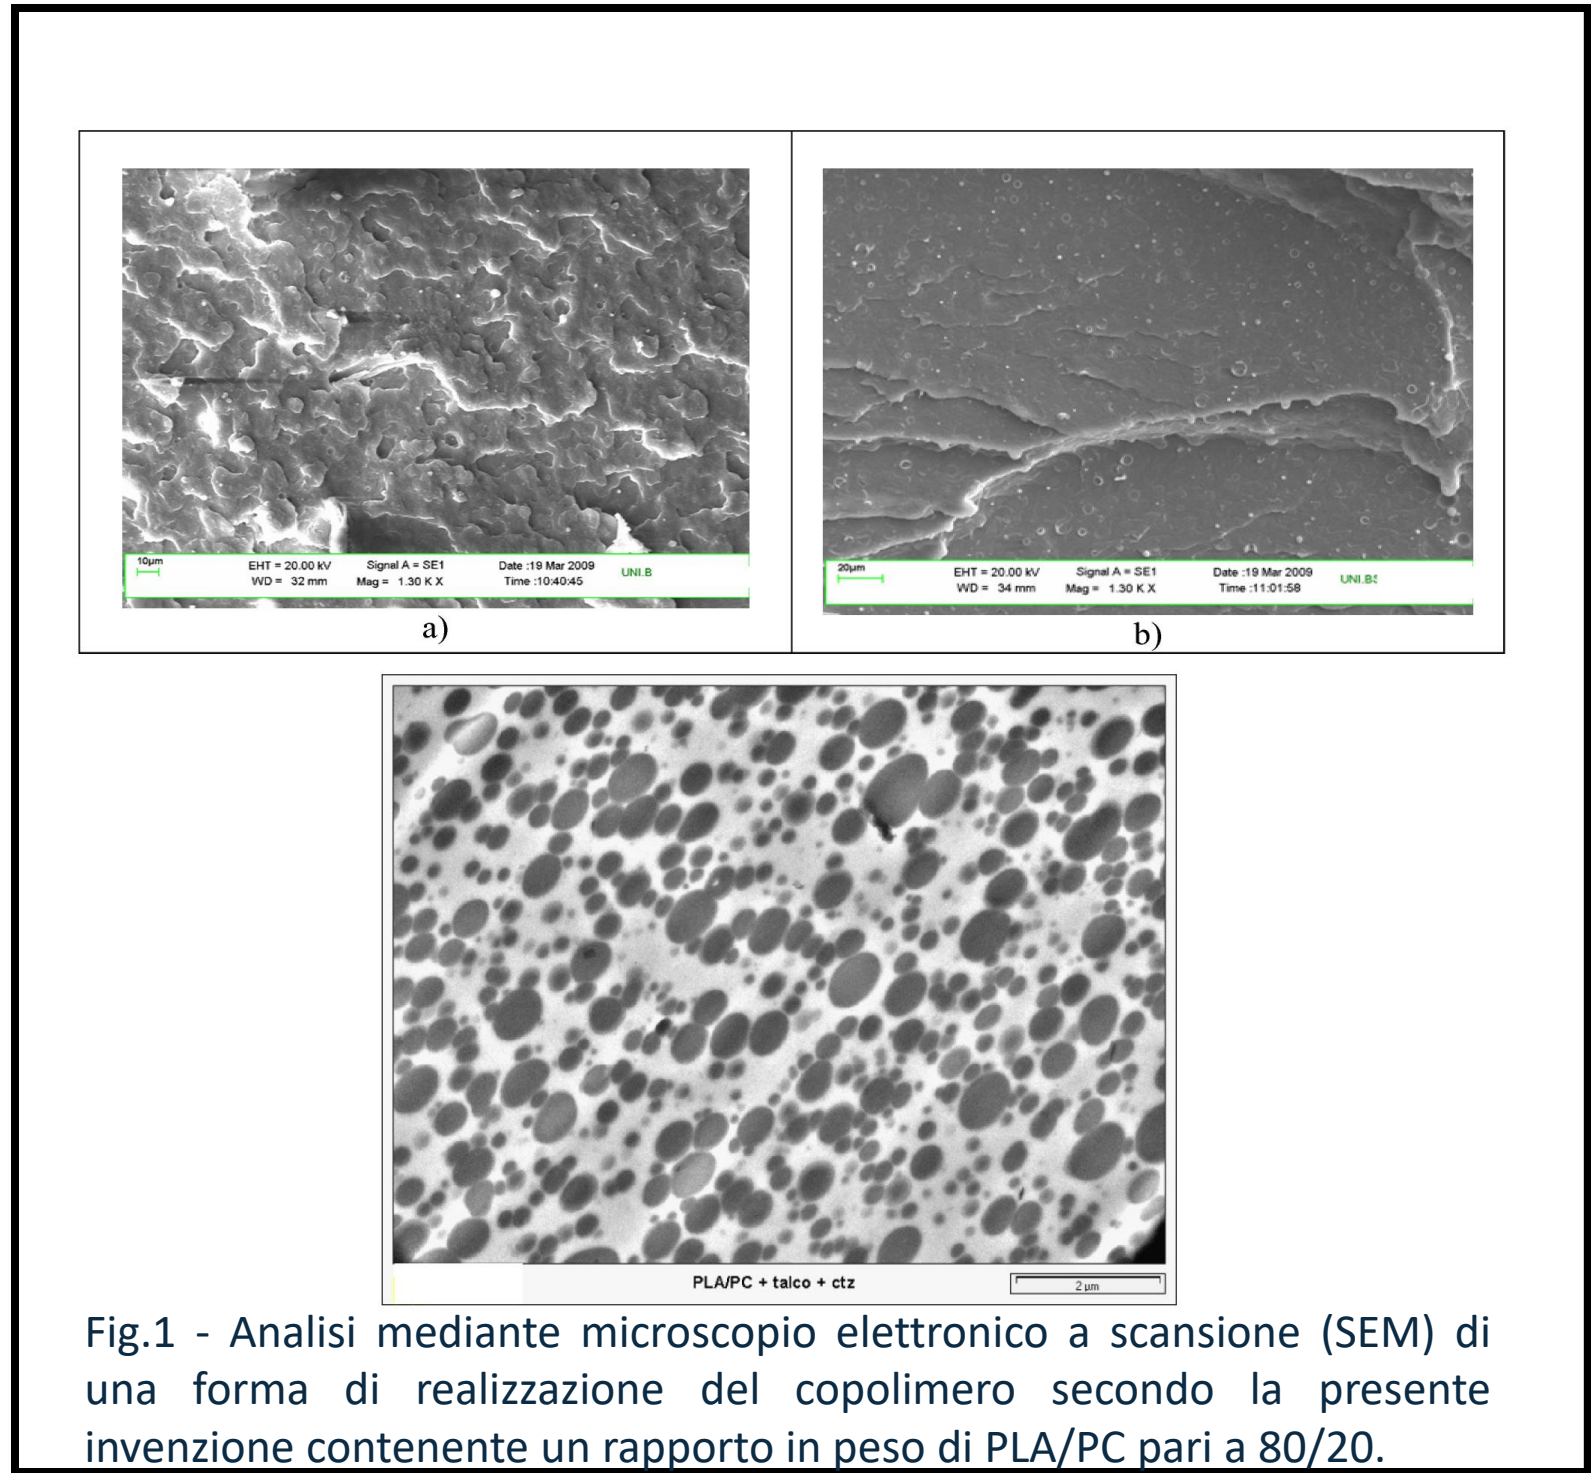 10µm
EHT = 20.00 kV Signal A = SE1 Date :19 Mar 2009 UNI.B
WD = 32 mm Mag = 1.30 K X Time :10:40:45
a)
20µm
EHT = 20.00 kV Signal A = SE1 Date :19 Mar 2009 UNI.BS
WD = 34 mm Mag = 1.30 K X Time :11:01:58
b)
PLA/PC + talco + ctz
2 µm
Fig.1 - Analisi mediante microscopio elettronico a scansione (SEM) di
una forma di realizzazione del copolimero secondo la presente
invenzione contenente un rapporto in peso di PLA/PC pari a 80/20.